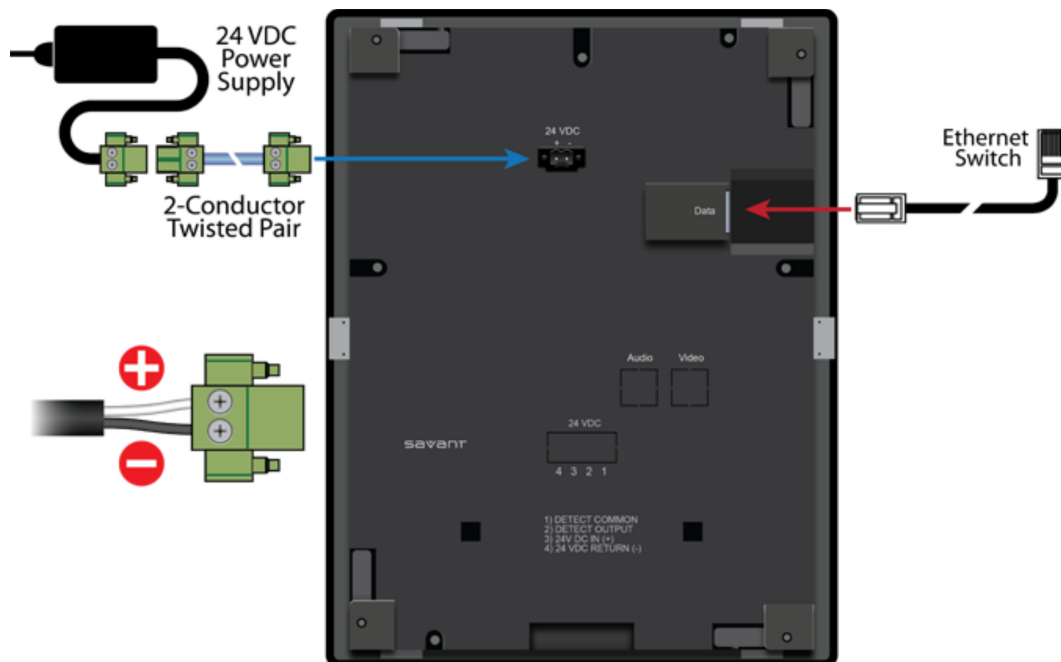 24 VDC
Power
Supply
2-Conductor
Twisted Pair
24 VDC
+ -
Data
Ethernet
Switch
+
-
Audio Video
24 VDC
4 3 2 1
savant
1) DETECT COMMON
2) DETECT OUTPUT
3) 24V DC IN (+)
4) 24 VDC RETURN (-)